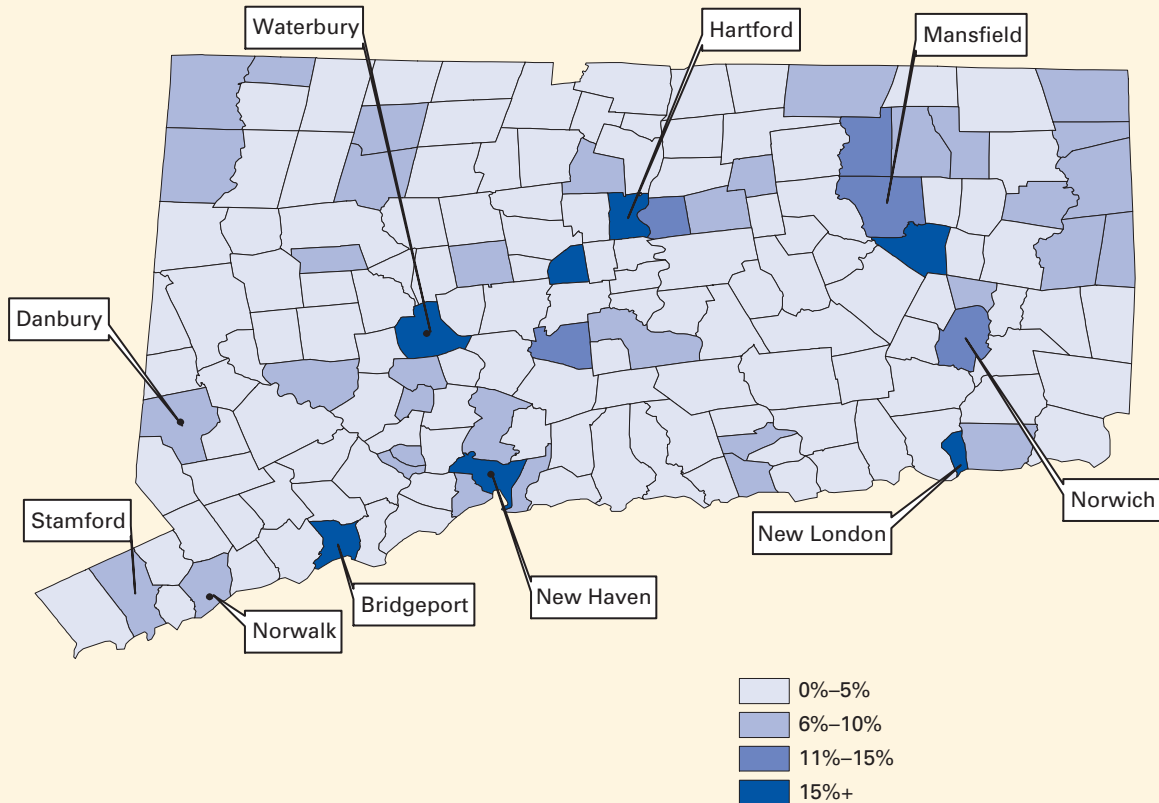 Waterbury
Hartford
Mansfield
Danbury
Stamford
Norwalk
Bridgeport
New Haven
New London
Norwich
0%–5%
6%–10%
11%–15%
15%+